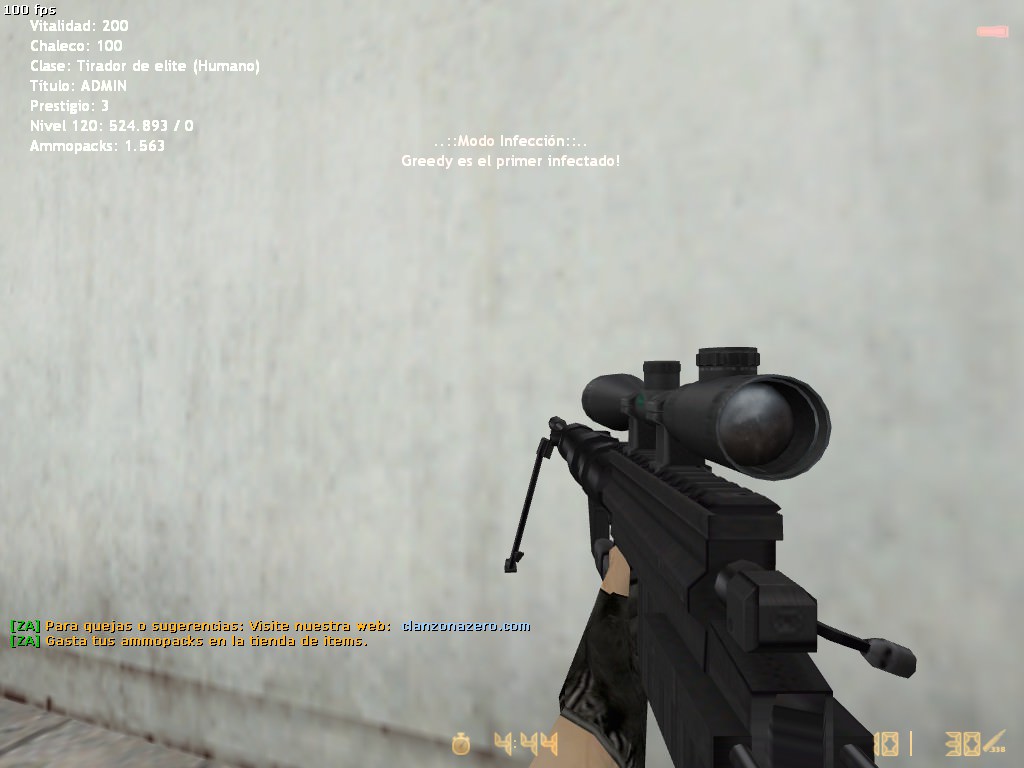 100 fps
Vitalidad: 200
Chaleco: 100
Clase: Tirador de elite (Humano)
Título: ADMIN
Prestigio: 3
Nivel 120: 524.893 / 0
Ammopacks: 1.563
..::Modo Infección::..
Greedy es el primer infectado!
[ZA] Para quejas o sugerencias: Visite nuestra web: clanzonazero.com
[ZA] Gasta tus ammopacks en la tienda de items.
4:44 10 | 30